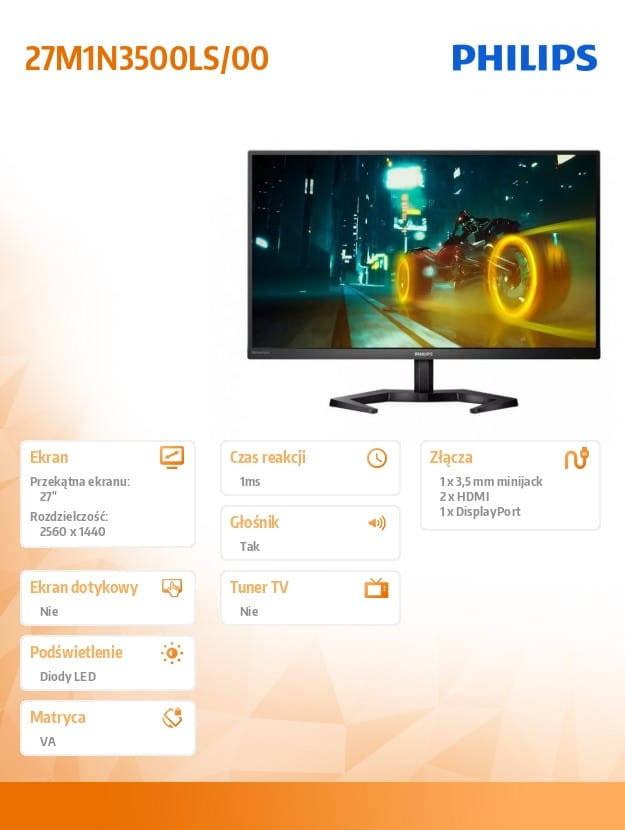 27M1N3500LS/00
PHILIPS
PHILIPS
Ekran
Przekątna ekranu:
27"
Rozdzielczość:
2560 x 1440
Czas reakcji
1ms
Głośnik
Tak
Złącza
1 x 3,5 mm minijack
2 x HDMI
1 x DisplayPort
Ekran dotykowy
Nie
Tuner TV
Nie
Podświetlenie
Diody LED
Matryca
VA